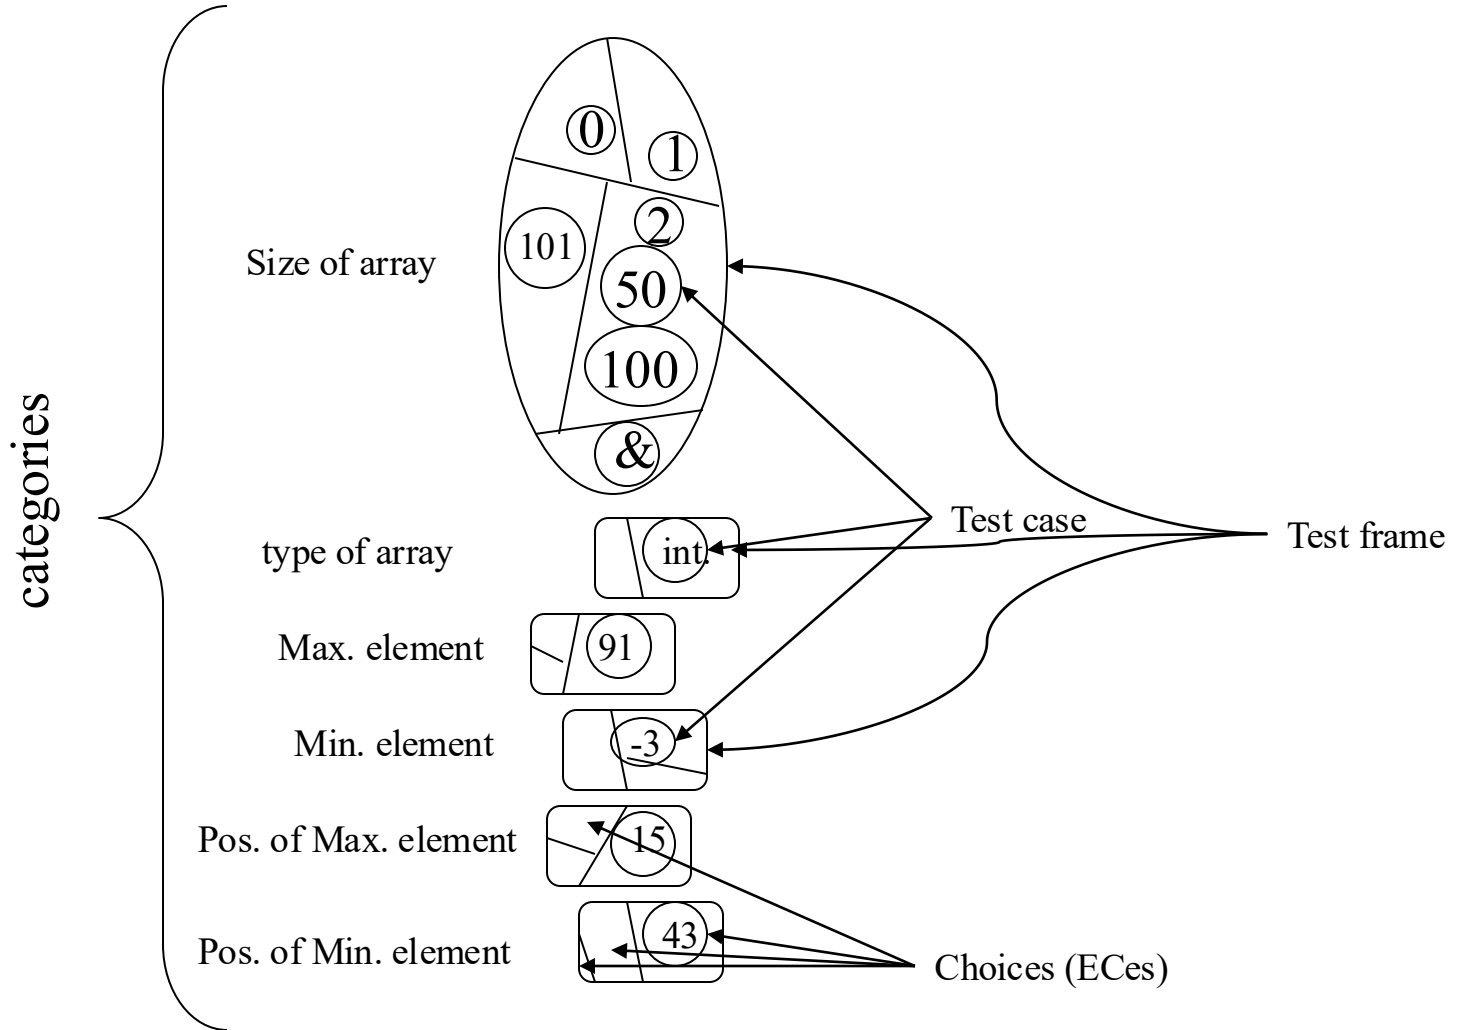 categories
0
1
Size of array
101
2
50
100
&
type of array
int.
Test case
Test frame
Max. element
91
Min. element
-3
Pos. of Max. element
15
Pos. of Min. element
43
Choices (ECes)